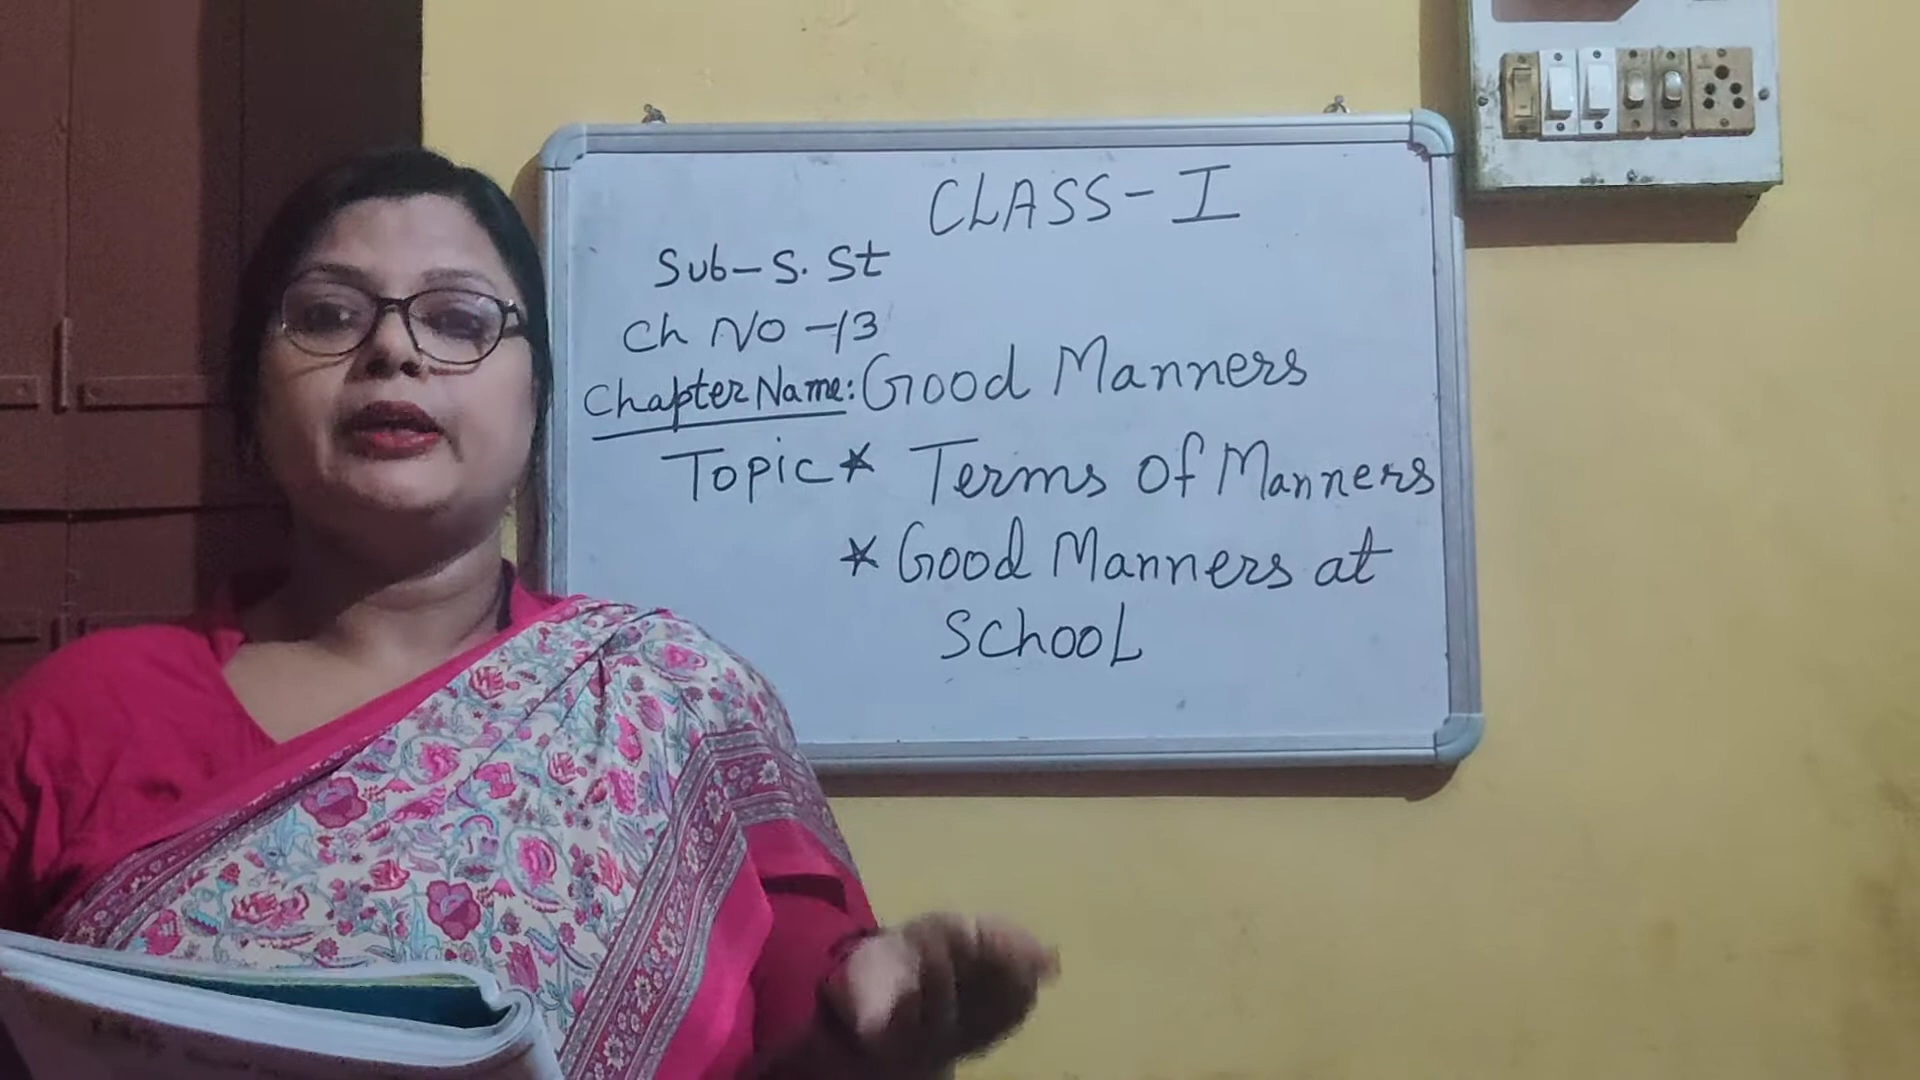 CLASS-I
Sub-S. St
Ch No -13
Chapter Name: Good Manners
Topic * Terms of Manners
* Good Manners at
School